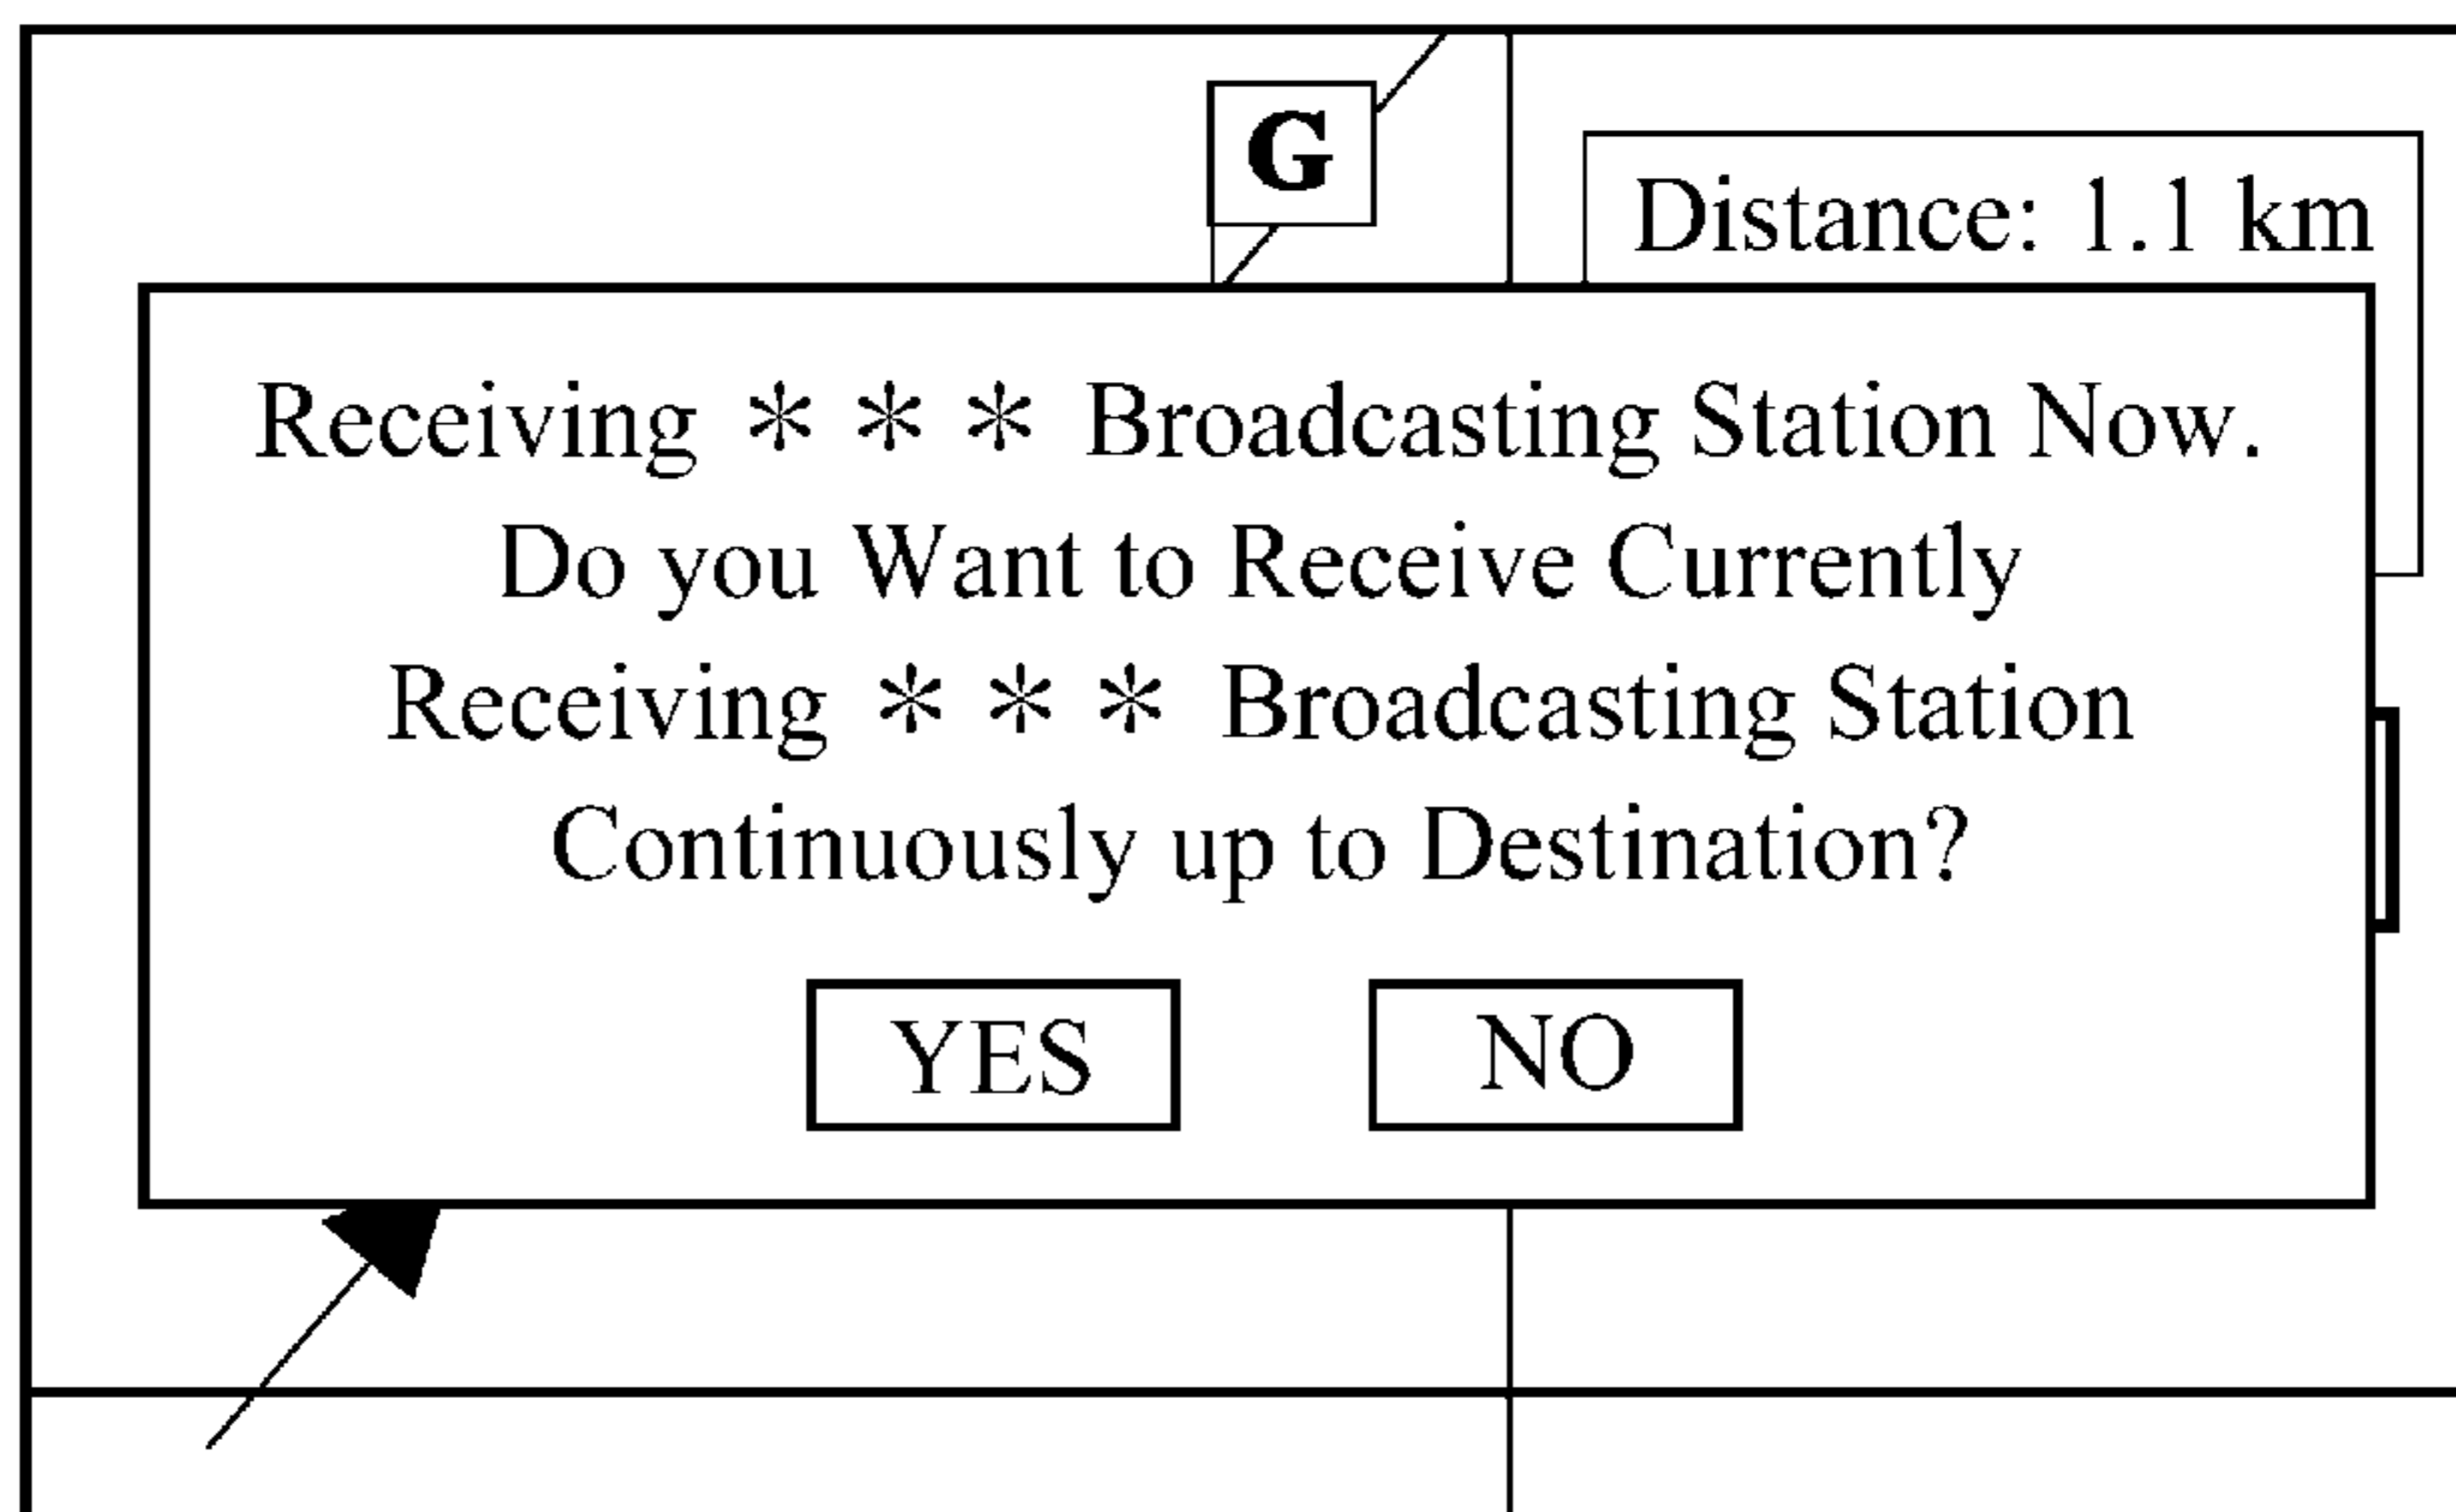 G
Distance: 1.1 km
Receiving * * * Broadcasting Station Now.
Do you Want to Receive Currently
Receiving * * * Broadcasting Station
Continuously up to Destination?
YES NO